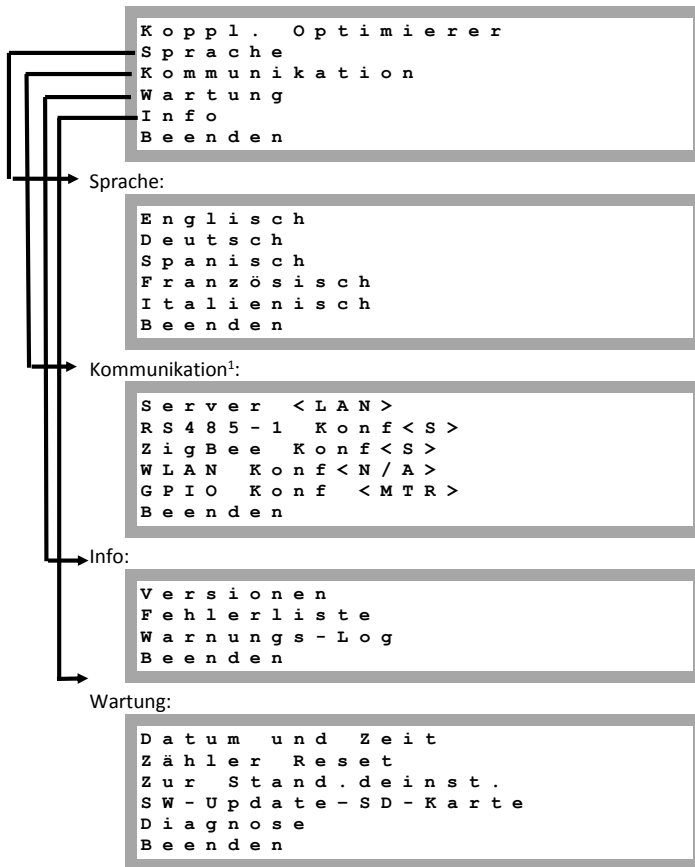 Koppl. Optimierer
Sprache
Kommunikation
Wartung
Info
Beenden
Sprache:
Englisch
Deutsch
Spanisch
Französisch
Italienisch
Beenden
Kommunikation¹:
Server <LAN>
RS485-1 Konf<S>
ZigBee Konf<S>
WLAN Konf<N/A>
GPIO Konf <MTR>
Beenden
Info:
Versionen
Fehlerliste
Warnungs-Log
Beenden
Wartung:
Datum und Zeit
Zähler Reset
Zur Stand.deinst.
SW-Update-SD-Karte
Diagnose
Beenden